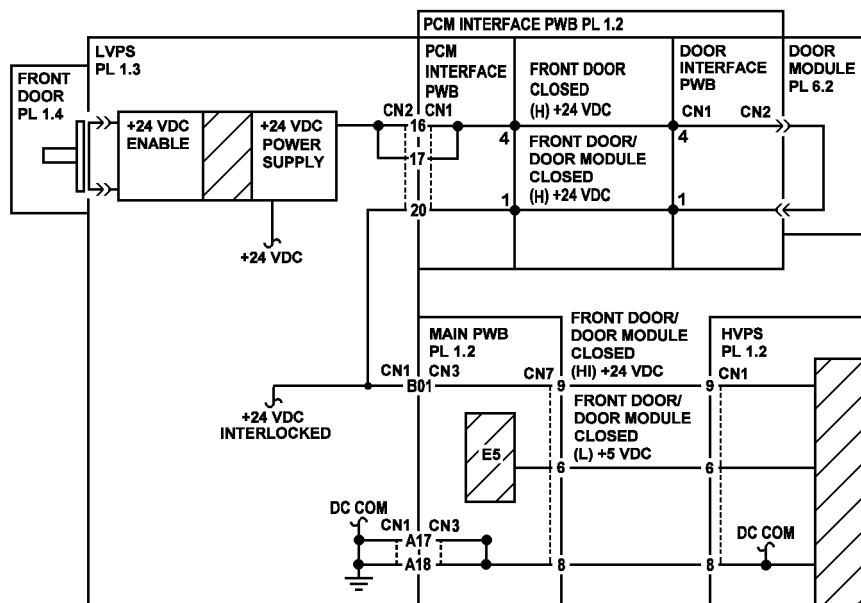 PCM INTERFACE PWB PL 1.2
LVPS
PL 1.3
FRONT
DOOR
PL 1.4
+24 VDC
ENABLE
+24 VDC
POWER
SUPPLY
+24 VDC
PCM
INTERFACE
PWB
CN2 CN1
16
17
20
FRONT DOOR
CLOSED
(H) +24 VDC
4
FRONT DOOR/
DOOR MODULE
CLOSED
(H) +24 VDC
1
DOOR
INTERFACE
PWB
CN1 CN2
4
1
DOOR
MODULE
PL 6.2
MAIN PWB
PL 1.2
CN1 CN3
B01
+24 VDC
INTERLOCKED
E5
CN7
9
6
8
FRONT DOOR/
DOOR MODULE
CLOSED
(HI) +24 VDC
FRONT DOOR/
DOOR MODULE
CLOSED
(L) +5 VDC
HVPS
PL 1.2
9 CN1
6
8
DC COM
DC COM
CN1 CN3
A17
A18